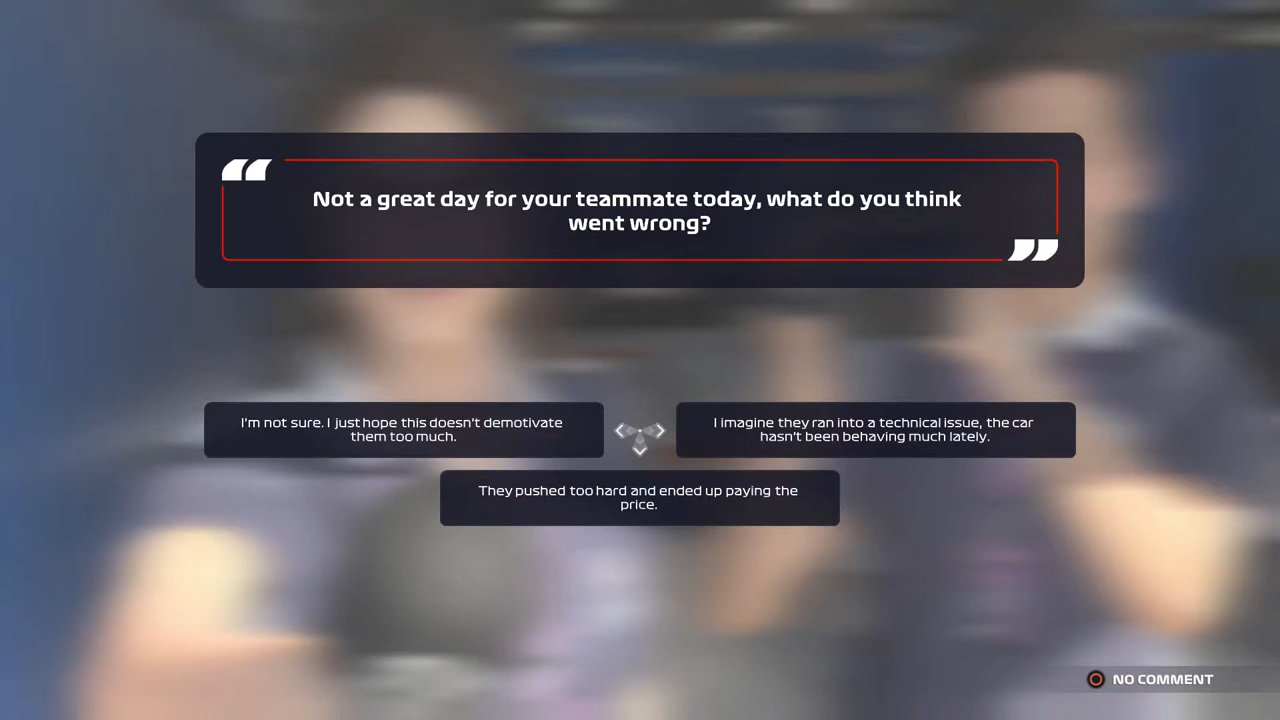 Not a great day for your teammate today, what do you think
went wrong?
I'm not sure. I just hope this doesn't demotivate
them too much.
I imagine they ran into a technical issue, the car
hasn't been behaving much lately.
They pushed too hard and ended up paying the
price.
NO COMMENT